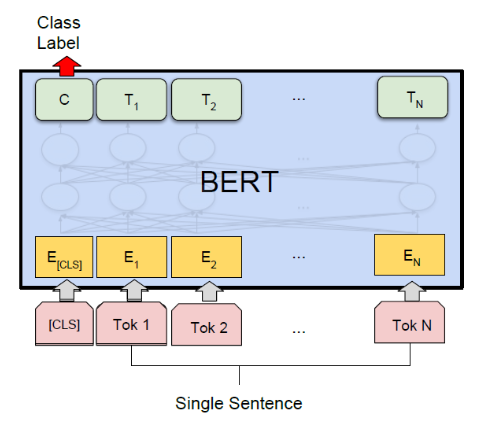 Class
Label
C T1 T2 ... TN
...
BERT
...
E[CLS] E1 E2 ... EN
[CLS] Tok 1 Tok 2 ... Tok N
Single Sentence